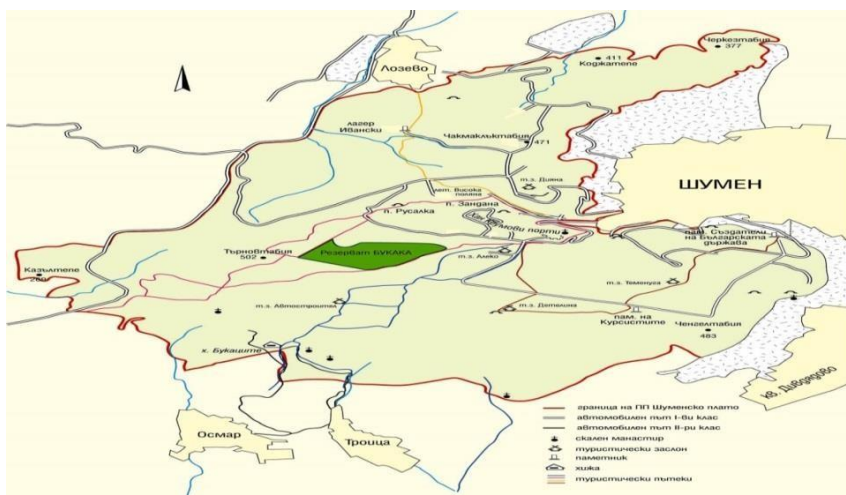 Черкезтабия
377
411
Коджатепе
Лозево
лагер
Ивански
Чакмаклъктабия
471
ШУМЕН
т.з. Дияна
лет. Висока
поляна
п. Зандана
п. Русалка
пам. Създатели
на Българската
държава
Търновтабия
502
Резерват БУКАКА
т.з. Алеко
Казълтепе
т.з. Теменуга
т.з. Автостроител
т.з. Детелина
пам. на
Курсистите
Ченгелтабия
483
х. Букаците
кв. Дивдядово
Осмар
Троица
граница на ПП Шуменско плато
автомобилен път I-ви клас
автомобилен път II-ри клас
скален манастир
туристически заслон
паметник
хижа
туристически пътеки